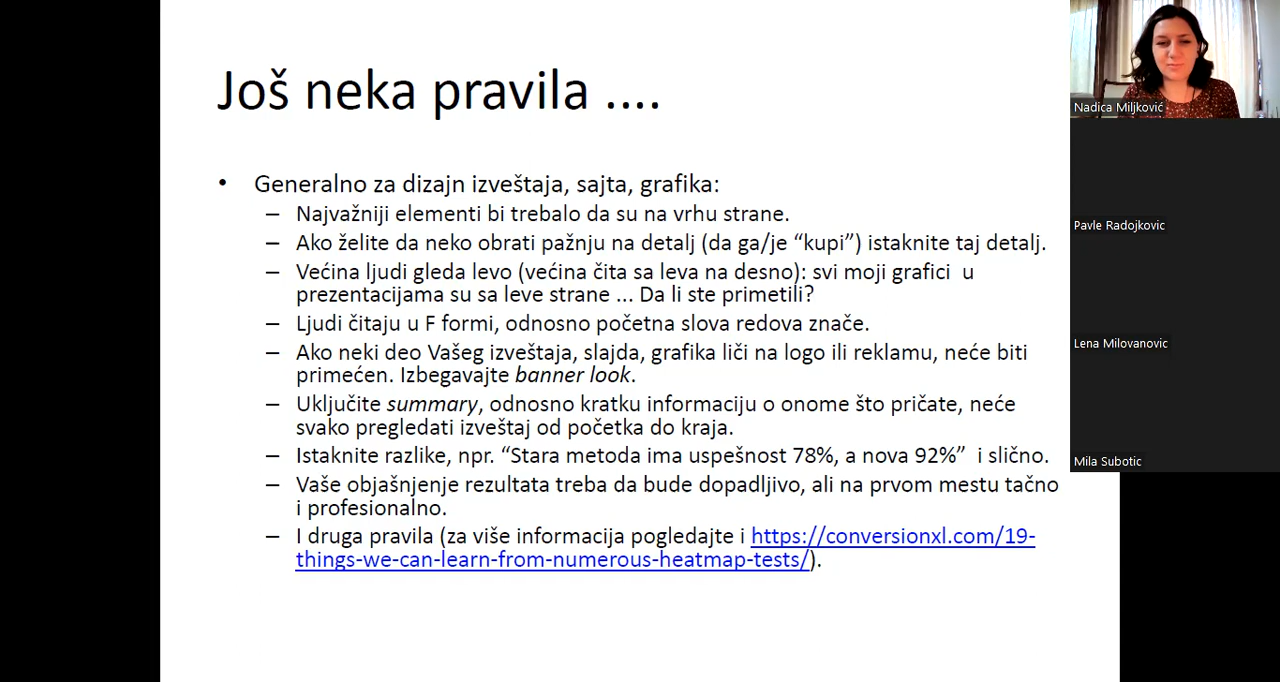 Još neka pravila ....
• Generalno za dizajn izveštaja, sajta, grafika:
– Najvažniji elementi bi trebalo da su na vrhu strane.
– Ako želite da neko obrati pažnju na detalj (da ga/je “kupi”) istaknite taj detalj.
– Većina ljudi gleda levo (većina čita sa leva na desno): svi moji grafici u
prezentacijama su sa leve strane ... Da li ste primetili?
– Ljudi čitaju u F formi, odnosno početna slova redova znače.
– Ako neki deo Vašeg izveštaja, slajda, grafika liči na logo ili reklamu, neće biti
primećen. Izbegavajte banner look.
– Uključite summary, odnosno kratku informaciju o onome što pričate, neće
svako pregledati izveštaj od početka do kraja.
– Istaknite razlike, npr. “Stara metoda ima uspešnost 78%, a nova 92%” i slično.
– Vaše objašnjenje rezultata treba da bude dopadljivo, ali na prvom mestu tačno
i profesionalno.
– I druga pravila (za više informacija pogledajte i https://conversionxl.com/19-
things-we-can-learn-from-numerous-heatmap-tests/).
Nadica Miljković
Pavle Radojkovic
Lena Milovanovic
Mila Subotic